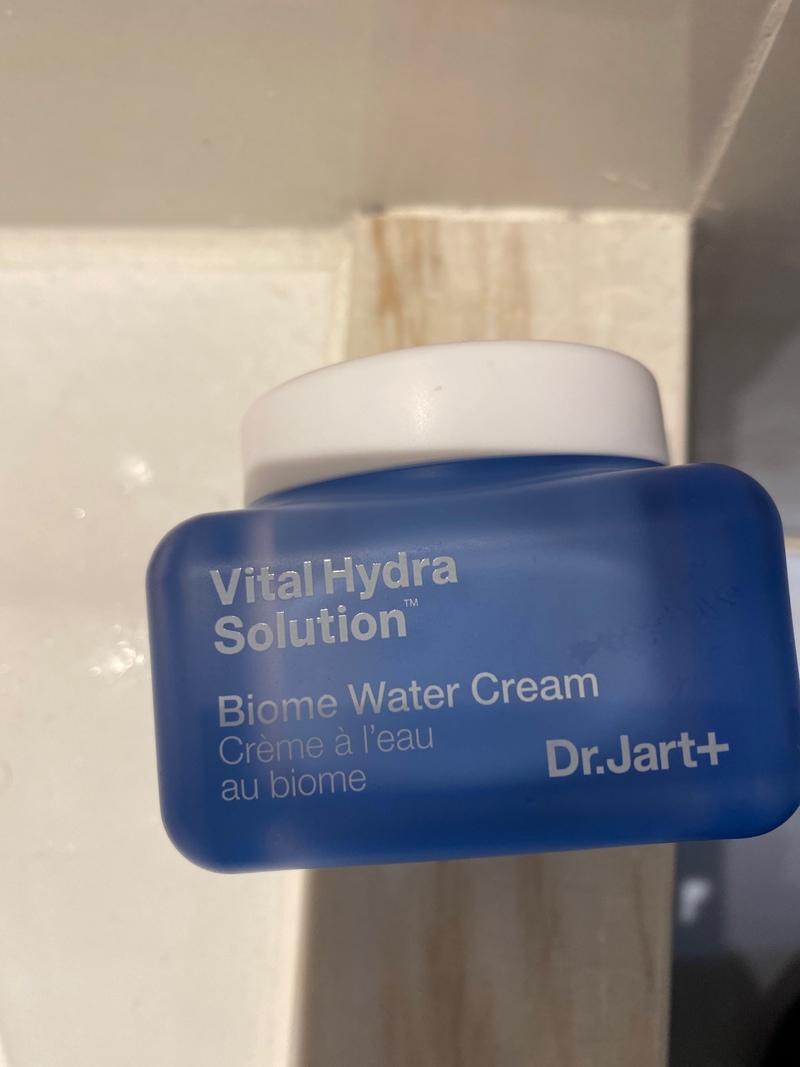 Vital Hydra
Solution™
Biome Water Cream
Crème à l'eau
au biome
Dr.Jart+